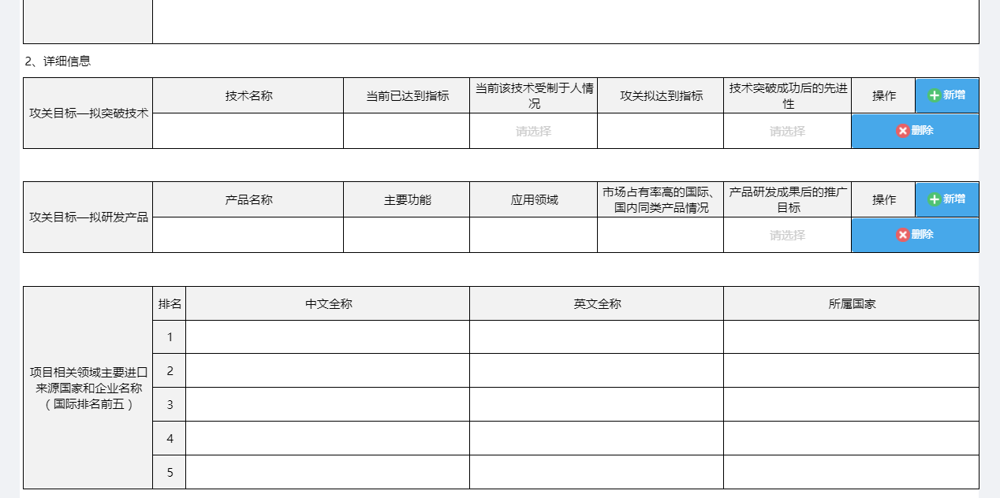 2、详细信息
攻关目标—拟突破技术
技术名称
当前已达到指标
当前该技术受制于人情
况
攻关拟达到指标
技术突破成功后的先进
性
操作
新增
请选择
请选择
删除
攻关目标—拟研发产品
产品名称
主要功能
应用领域
市场占有率高的国际、
国内同类产品情况
产品研发成果后的推广
目标
操作
新增
请选择
删除
项目相关领域主要进口
来源国家和企业名称
（国际排名前五）
排名
中文全称
英文全称
所属国家
1
2
3
4
5